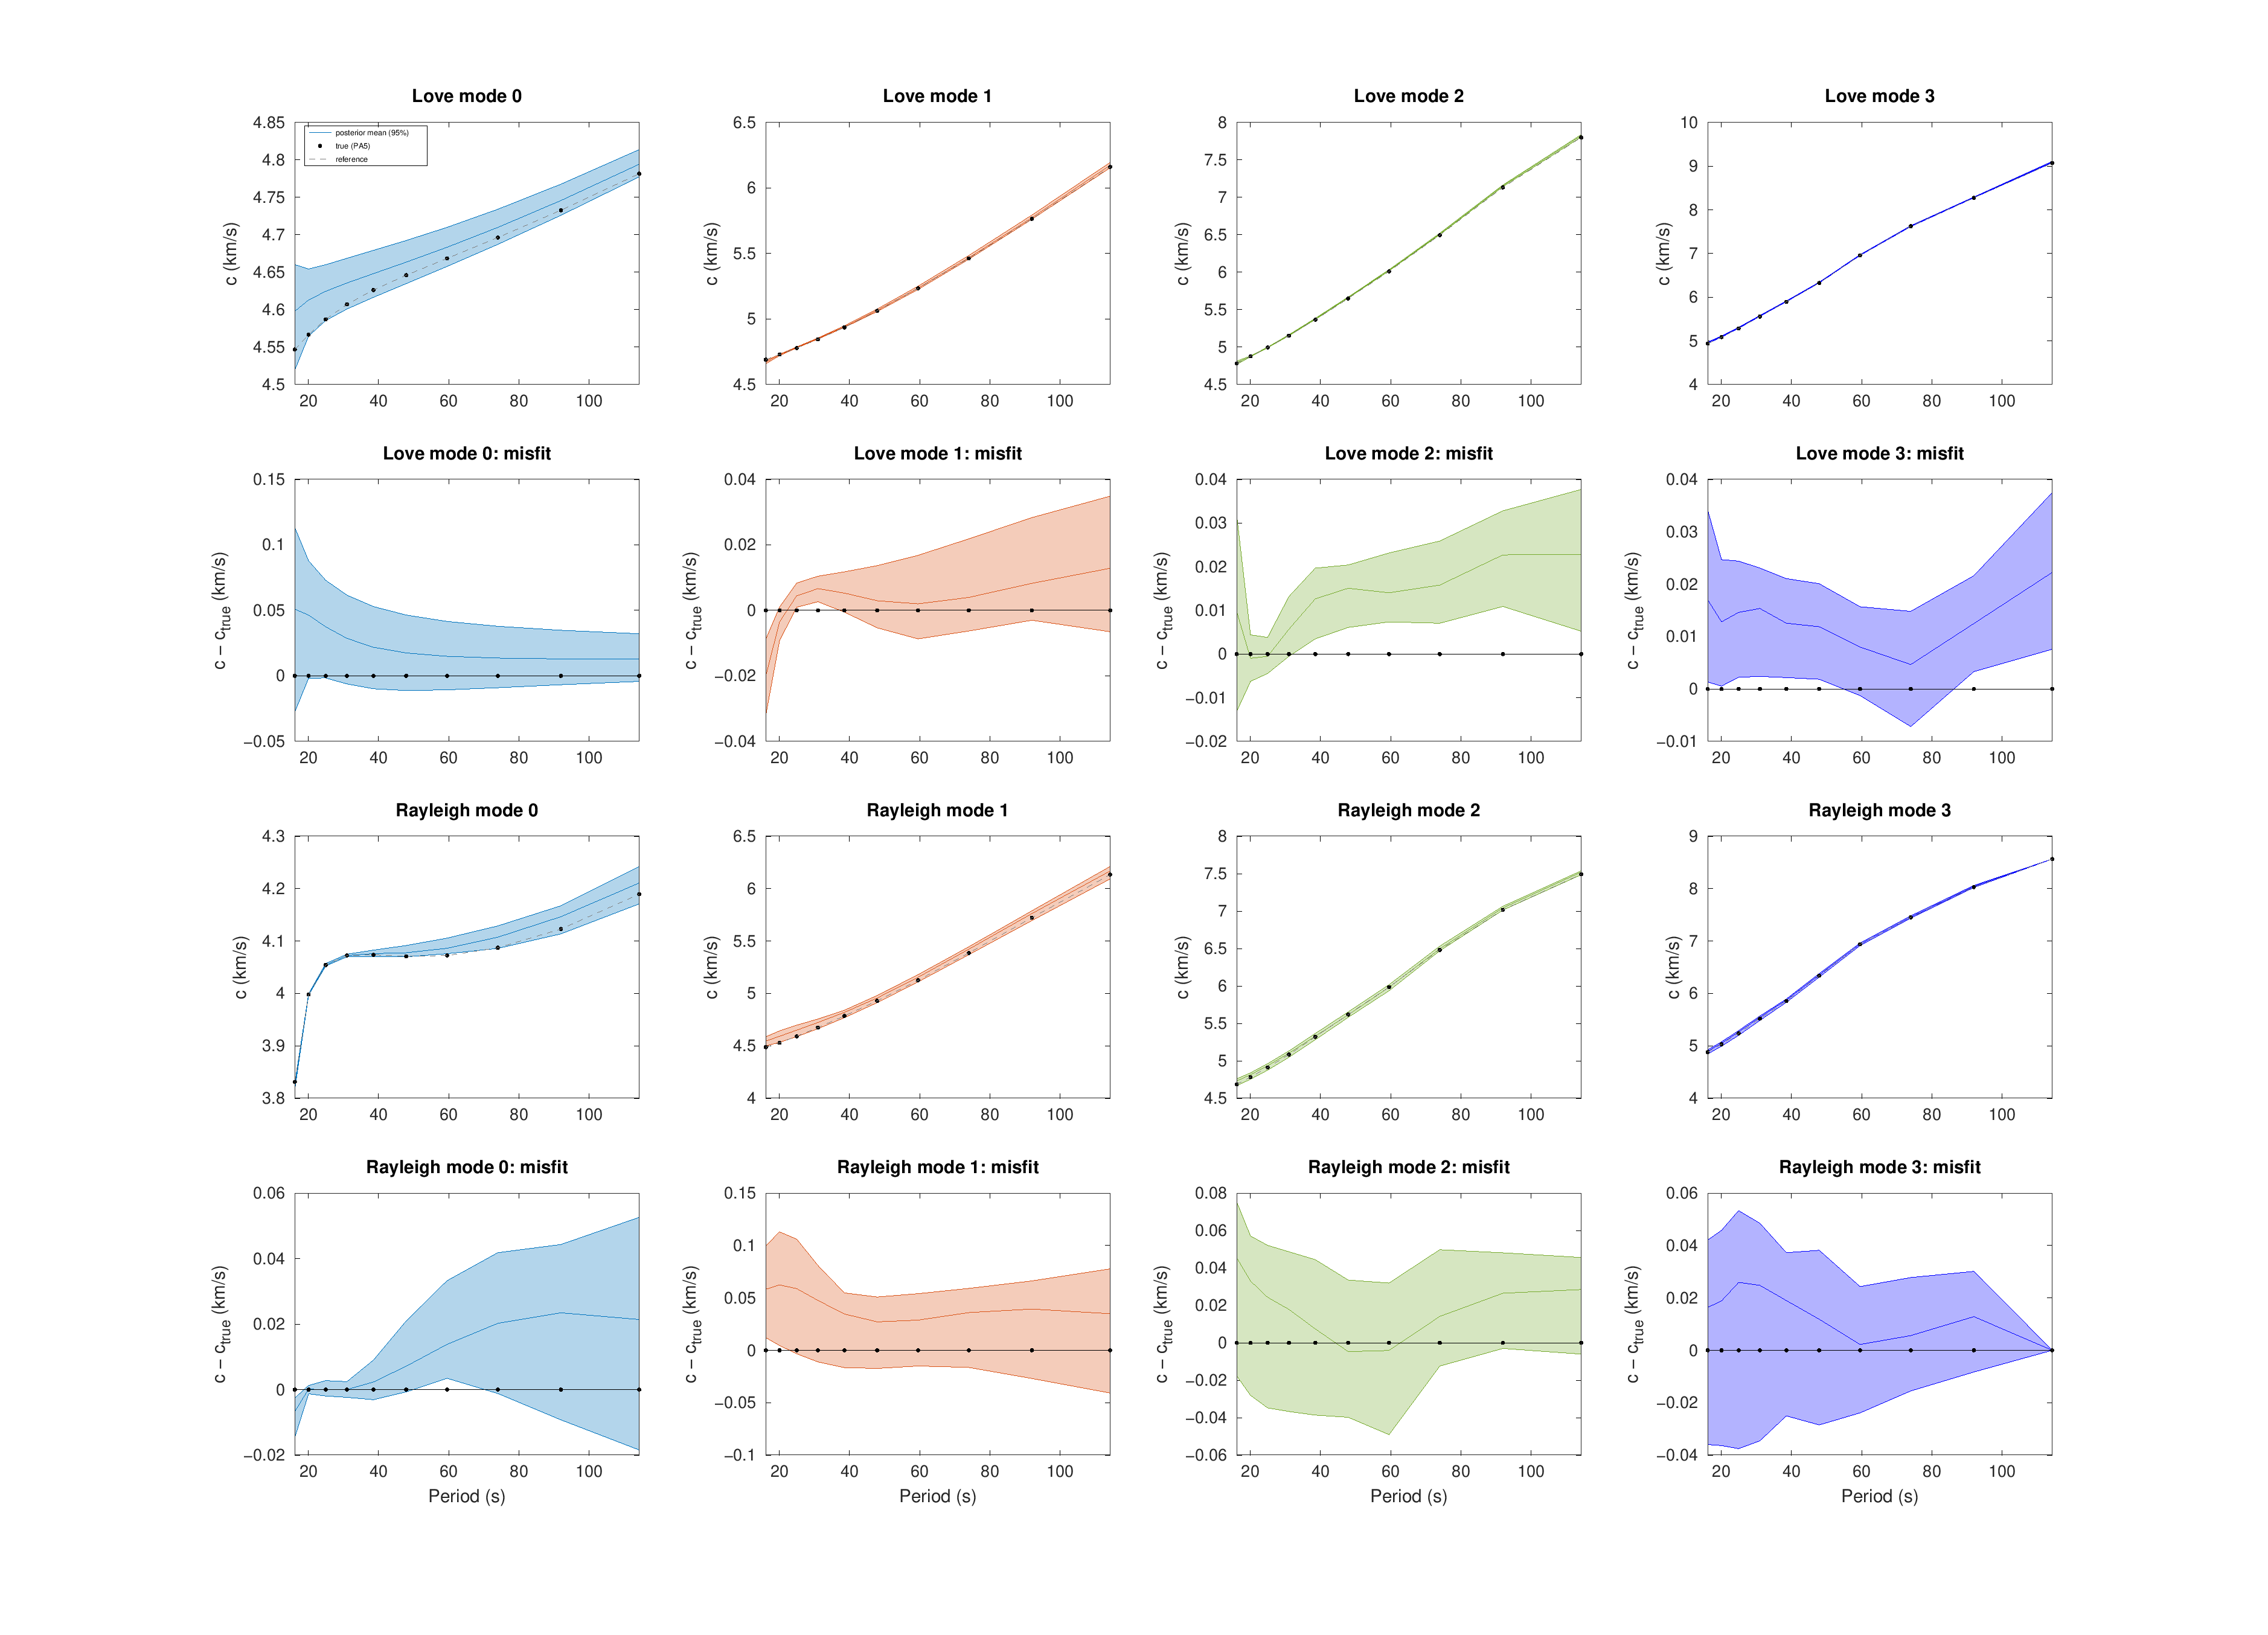 Love mode 0
4.85
4.8
4.75
4.7
4.65
4.6
4.55
4.5
c (km/s)
20 40 60 80 100
posterior mean (95%)
true (PA5)
reference
Love mode 1
6.5
6
5.5
5
4.5
c (km/s)
20 40 60 80 100
Love mode 2
8
7.5
7
6.5
6
5.5
5
4.5
c (km/s)
20 40 60 80 100
Love mode 3
10
9
8
7
6
5
4
c (km/s)
20 40 60 80 100
Love mode 0: misfit
0.15
0.1
0.05
0
−0.05
c − c_true (km/s)
20 40 60 80 100
Love mode 1: misfit
0.04
0.02
0
−0.02
−0.04
c − c_true (km/s)
20 40 60 80 100
Love mode 2: misfit
0.04
0.03
0.02
0.01
0
−0.01
−0.02
c − c_true (km/s)
20 40 60 80 100
Love mode 3: misfit
0.04
0.03
0.02
0.01
0
−0.01
c − c_true (km/s)
20 40 60 80 100
Rayleigh mode 0
4.3
4.2
4.1
4
3.9
3.8
c (km/s)
20 40 60 80 100
Rayleigh mode 1
6.5
6
5.5
5
4.5
4
c (km/s)
20 40 60 80 100
Rayleigh mode 2
8
7.5
7
6.5
6
5.5
5
4.5
c (km/s)
20 40 60 80 100
Rayleigh mode 3
9
8
7
6
5
4
c (km/s)
20 40 60 80 100
Rayleigh mode 0: misfit
0.06
0.04
0.02
0
−0.02
c − c_true (km/s)
20 40 60 80 100
Period (s)
Rayleigh mode 1: misfit
0.15
0.1
0.05
0
−0.05
−0.1
c − c_true (km/s)
20 40 60 80 100
Period (s)
Rayleigh mode 2: misfit
0.08
0.06
0.04
0.02
0
−0.02
−0.04
−0.06
c − c_true (km/s)
20 40 60 80 100
Period (s)
Rayleigh mode 3: misfit
0.06
0.04
0.02
0
−0.02
−0.04
c − c_true (km/s)
20 40 60 80 100
Period (s)